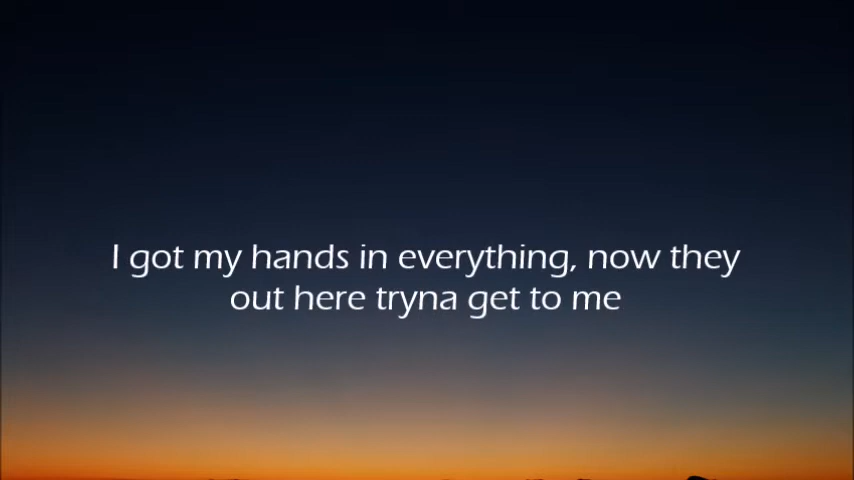 I got my hands in everything, now they
out here tryna get to me